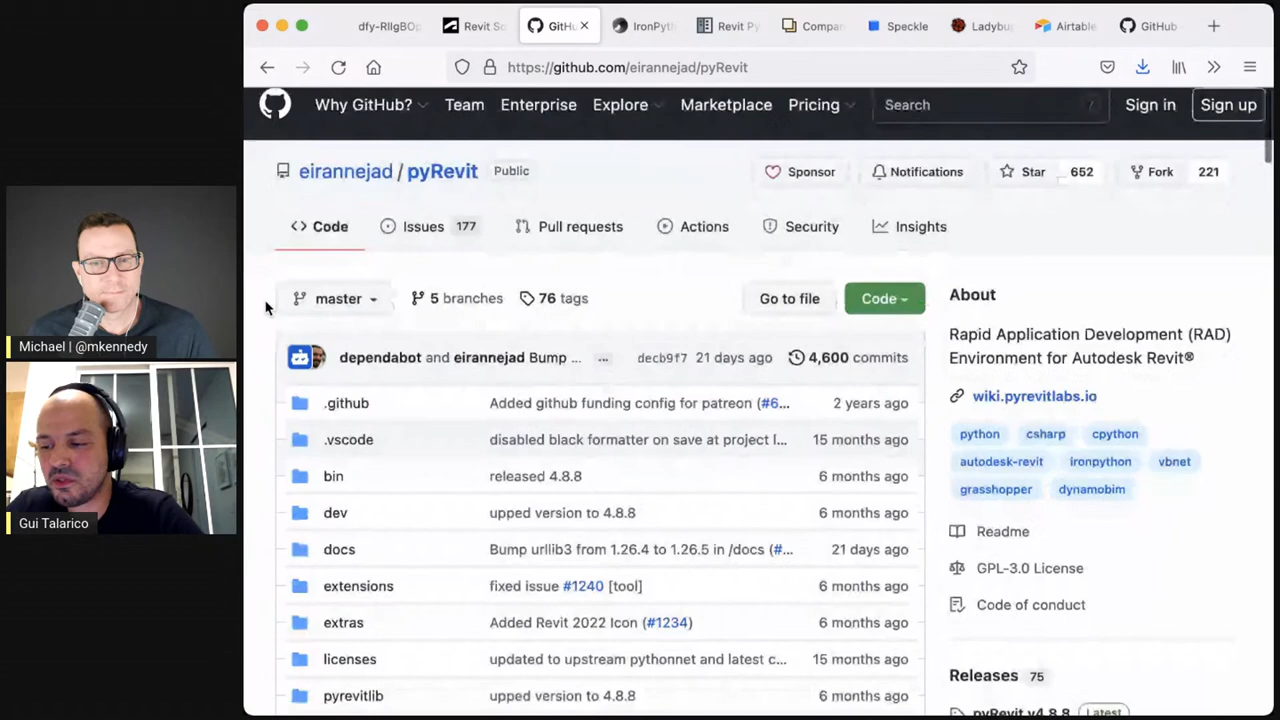 dfy-RIlgBOp
Revit So
GitHu
IronPyth
Revit Py
Compan
Speckle
Ladybug
Airtable
GitHub
https://github.com/eirannejad/pyRevit
Why GitHub?
Team
Enterprise
Explore
Marketplace
Pricing
Search
/
Sign in
Sign up
eirannejad / pyRevit
Public
Sponsor
Notifications
Star 652
Fork 221
Code
Issues 177
Pull requests
Actions
Security
Insights
master
5 branches
76 tags
Go to file
Code
dependabot and eirannejad Bump ... ... decb9f7 21 days ago 4,600 commits
.github Added github funding config for patreon (#6... 2 years ago
.vscode disabled black formatter on save at project l... 15 months ago
bin released 4.8.8 6 months ago
dev upped version to 4.8.8 6 months ago
docs Bump urllib3 from 1.26.4 to 1.26.5 in /docs (#... 21 days ago
extensions fixed issue #1240 [tool] 6 months ago
extras Added Revit 2022 Icon (#1234) 6 months ago
licenses updated to upstream pythonnet and latest c... 15 months ago
pyrevitlib upped version to 4.8.8 6 months ago
About
Rapid Application Development (RAD)
Environment for Autodesk Revit®
wiki.pyrevitlabs.io
python csharp cpython
autodesk-revit ironpython vbnet
grasshopper dynamobim
Readme
GPL-3.0 License
Code of conduct
Releases 75
pyRevit v4.8.8 Latest
Michael | @mkennedy
Gui Talarico